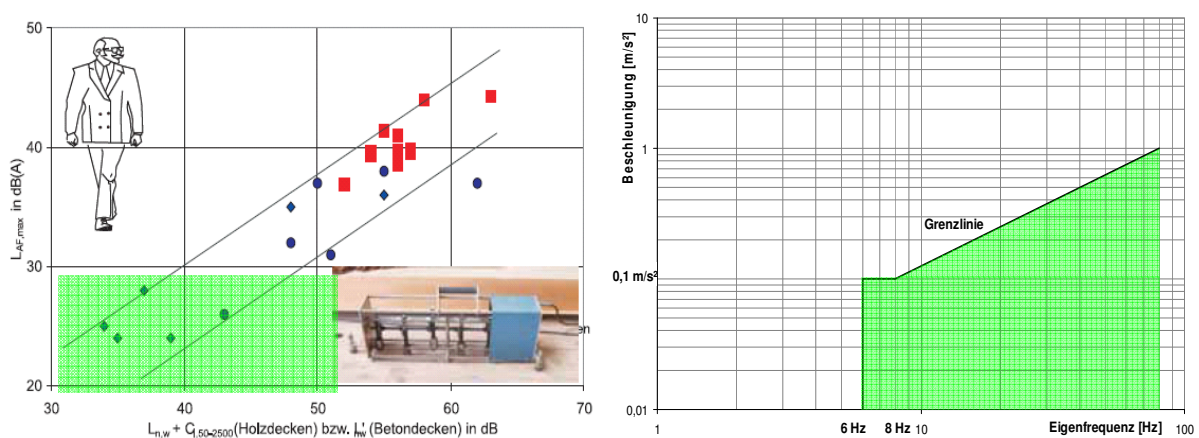 50
40
30
20
L_AF,max in dB(A)
30
40
50
60
70
en
L_n,w + C_I,50-2500 (Holzdecken) bzw. (Betondecken) in dB
10
1
0,1 m/s²
0,01
Beschleunigung [m/s²]
Grenzlinie
1
6 Hz
8 Hz
10
Eigenfrequenz [Hz]
100